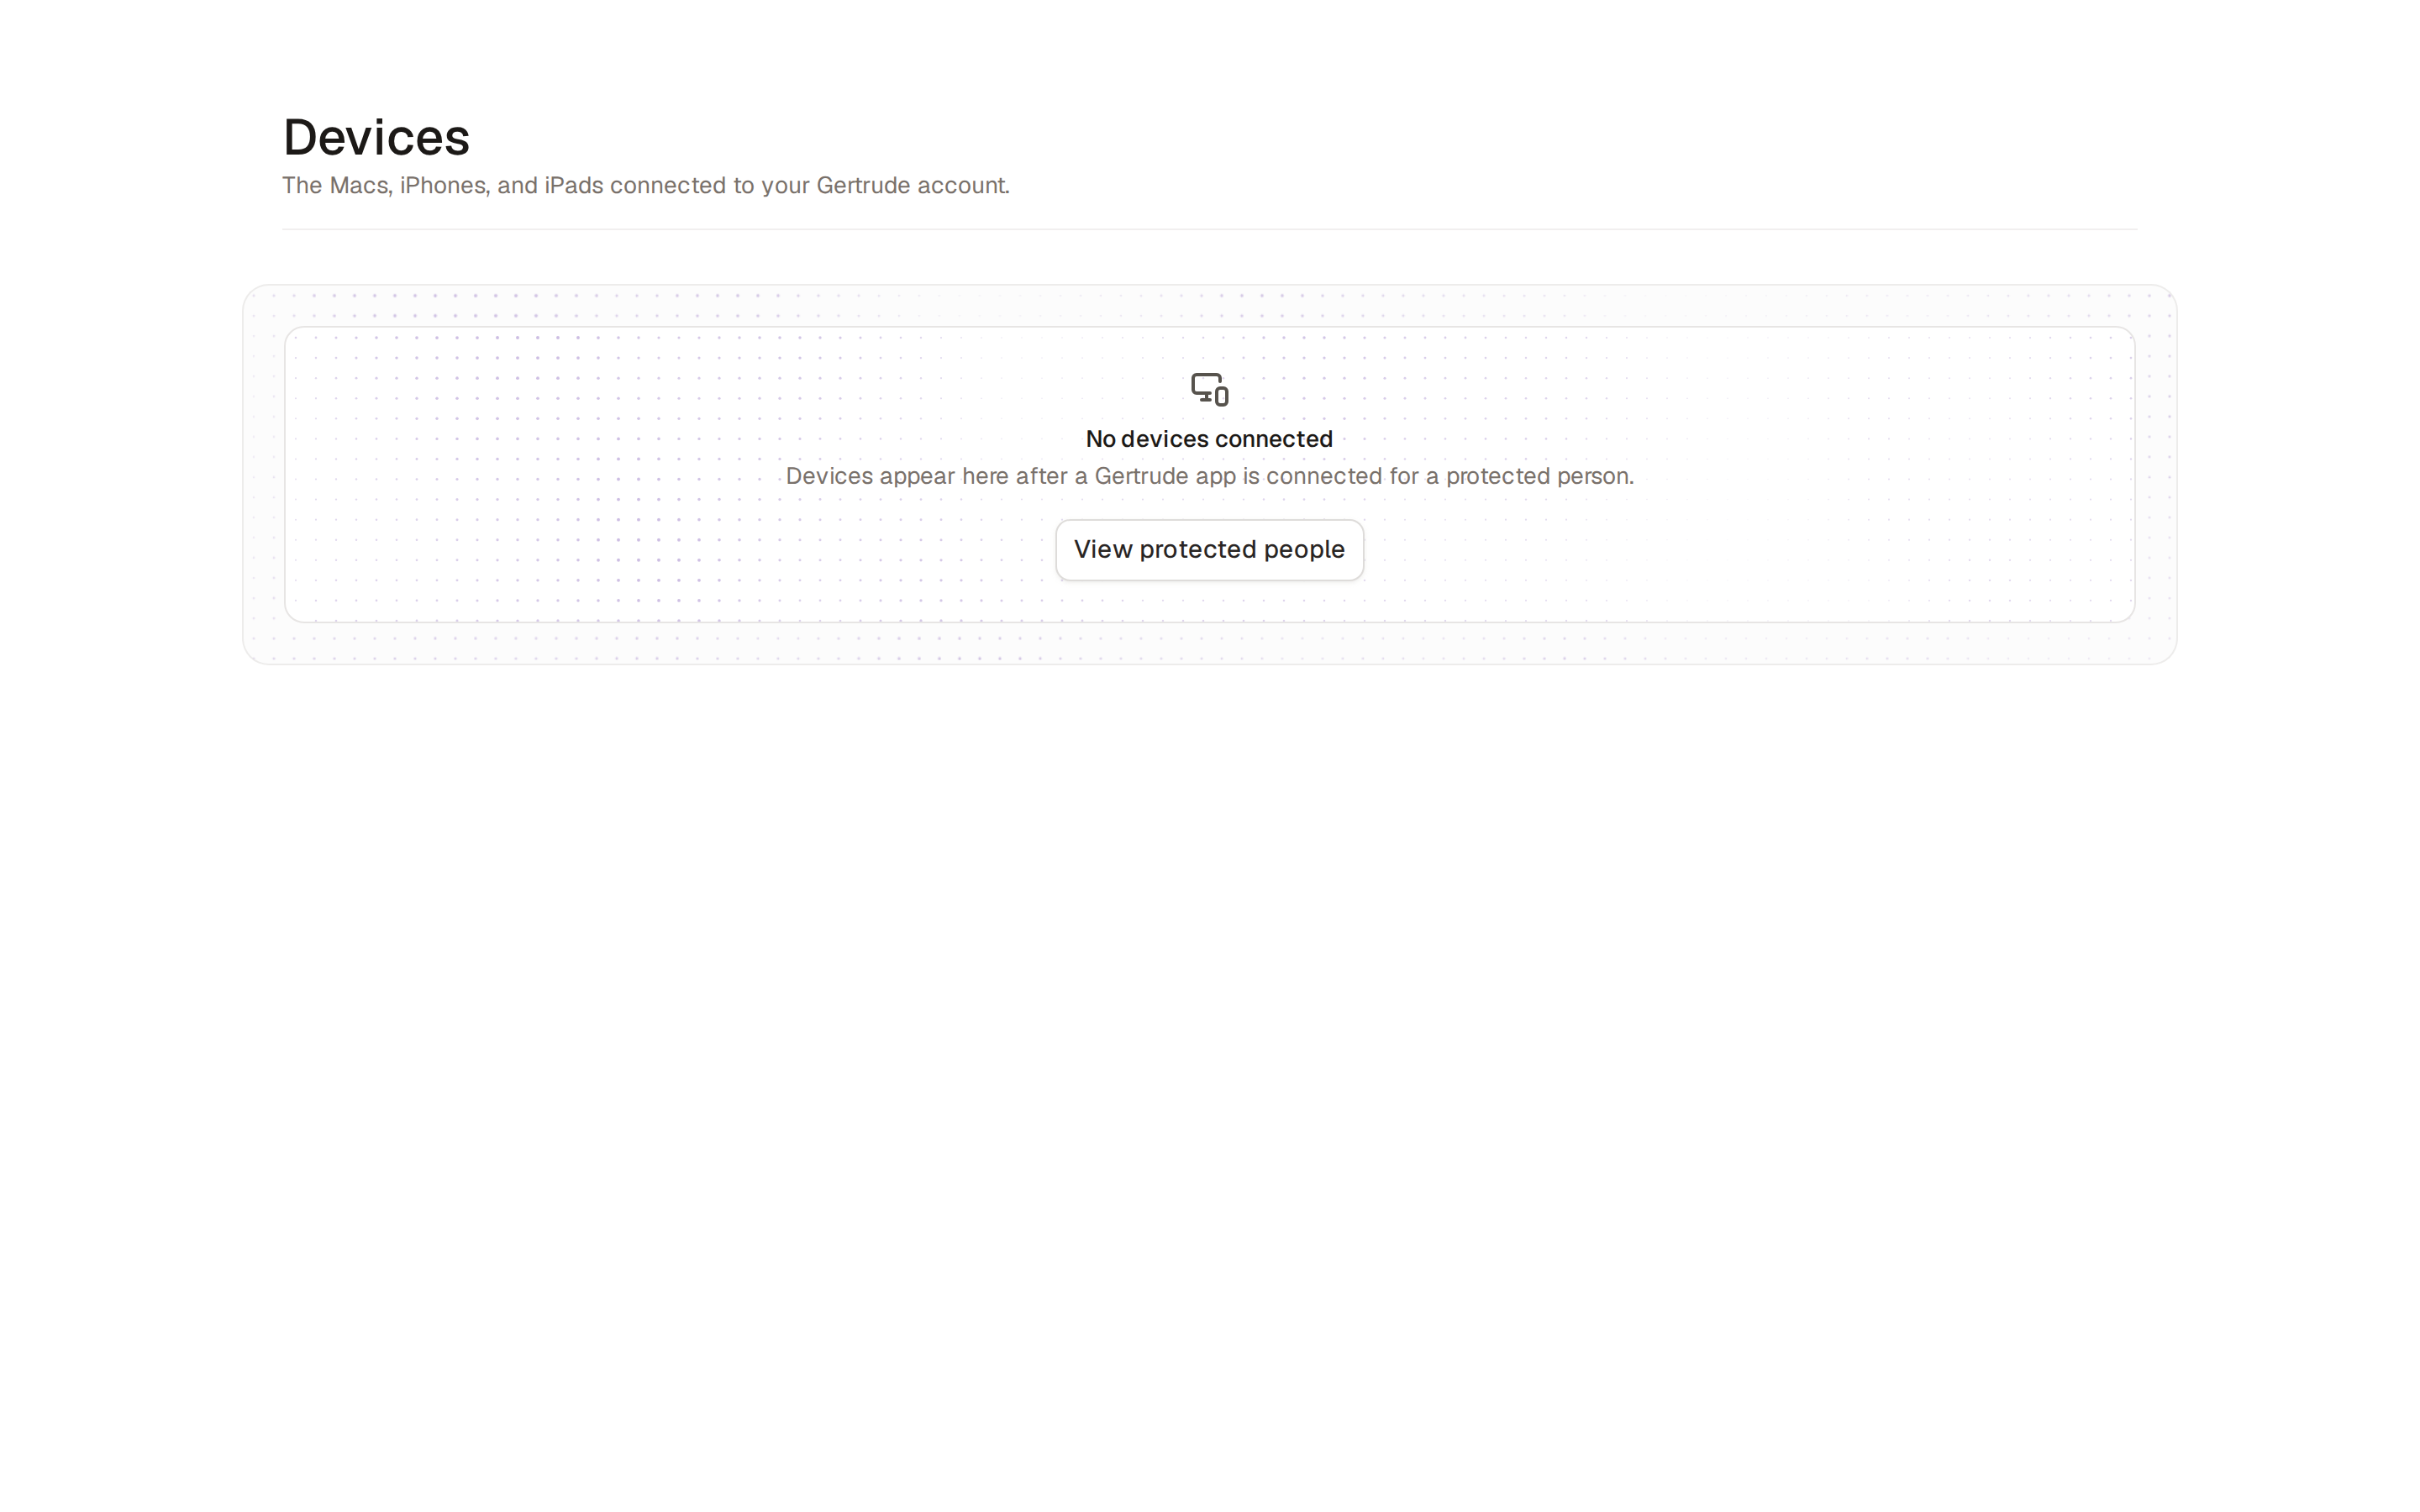 Devices
The Macs, iPhones, and iPads connected to your Gertrude account.
No devices connected
Devices appear here after a Gertrude app is connected for a protected person.
View protected people